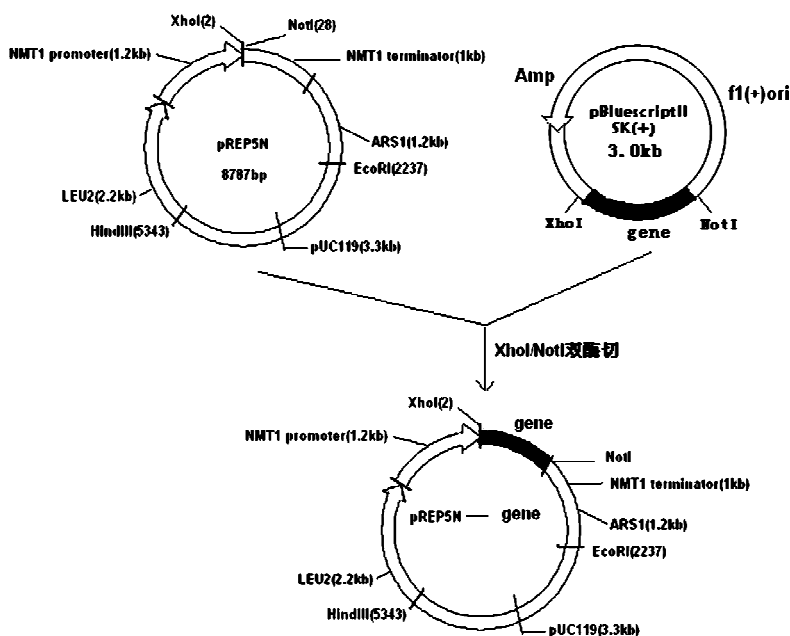 XhoI(2)
NotI(28)
NMT1 promoter(1.2kb)
NMT1 terminator(1kb)
ARS1(1.2kb)
EcoRI(2237)
pREP5N
8787bp
LEU2(2.2kb)
HindIII(5343)
pUC119(3.3kb)
Amp
f1(+)ori
pBluescriptII
SK(+)
3.0kb
XhoI
gene
NotI
XhoI/NotI双酶切
XhoI(2)
gene
NMT1 promoter(1.2kb)
NotI
NMT1 terminator(1kb)
pREP5N — gene
ARS1(1.2kb)
EcoRI(2237)
LEU2(2.2kb)
HindIII(5343)
pUC119(3.3kb)